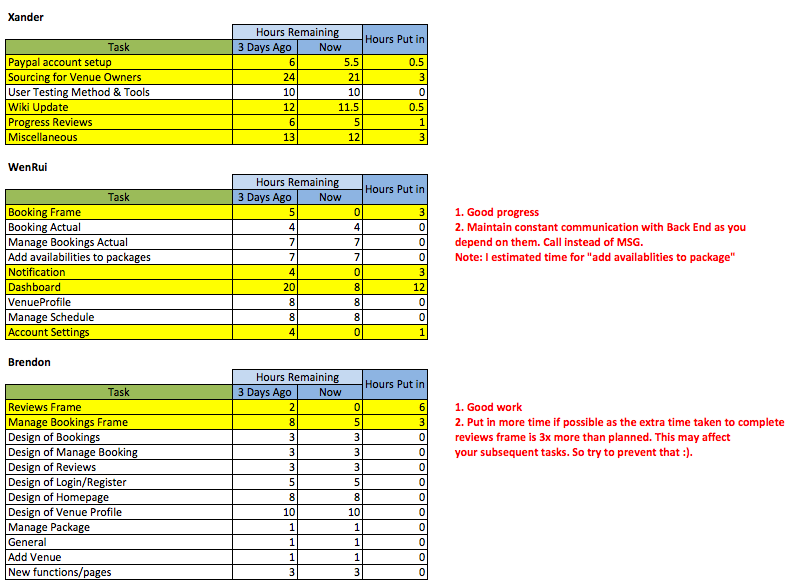 Xander
Hours Remaining Hours Put in
Task 3 Days Ago Now
Paypal account setup 6 5.5 0.5
Sourcing for Venue Owners 24 21 3
User Testing Method & Tools 10 10 0
Wiki Update 12 11.5 0.5
Progress Reviews 6 5 1
Miscellaneous 13 12 3
WenRui
Hours Remaining Hours Put in
Task 3 Days Ago Now
Booking Frame 5 0 3
Booking Actual 4 4 0
Manage Bookings Actual 7 7 0
Add availabilities to packages 7 7 0
Notification 4 0 3
Dashboard 20 8 12
VenueProfile 8 8 0
Manage Schedule 8 8 0
Account Settings 4 0 1
1. Good progress
2. Maintain constant communication with Back End as you
depend on them. Call instead of MSG.
Note: I estimated time for "add availablities to package"
Brendon
Hours Remaining Hours Put in
Task 3 Days Ago Now
Reviews Frame 2 0 6
Manage Bookings Frame 8 5 3
Design of Bookings 3 3 0
Design of Manage Booking 3 3 0
Design of Reviews 3 3 0
Design of Login/Register 5 5 0
Design of Homepage 8 8 0
Design of Venue Profile 10 10 0
Manage Package 1 1 0
General 1 1 0
Add Venue 1 1 0
New functions/pages 3 3 0
1. Good work
2. Put in more time if possible as the extra time taken to complete
reviews frame is 3x more than planned. This may affect
your subsequent tasks. So try to prevent that :).